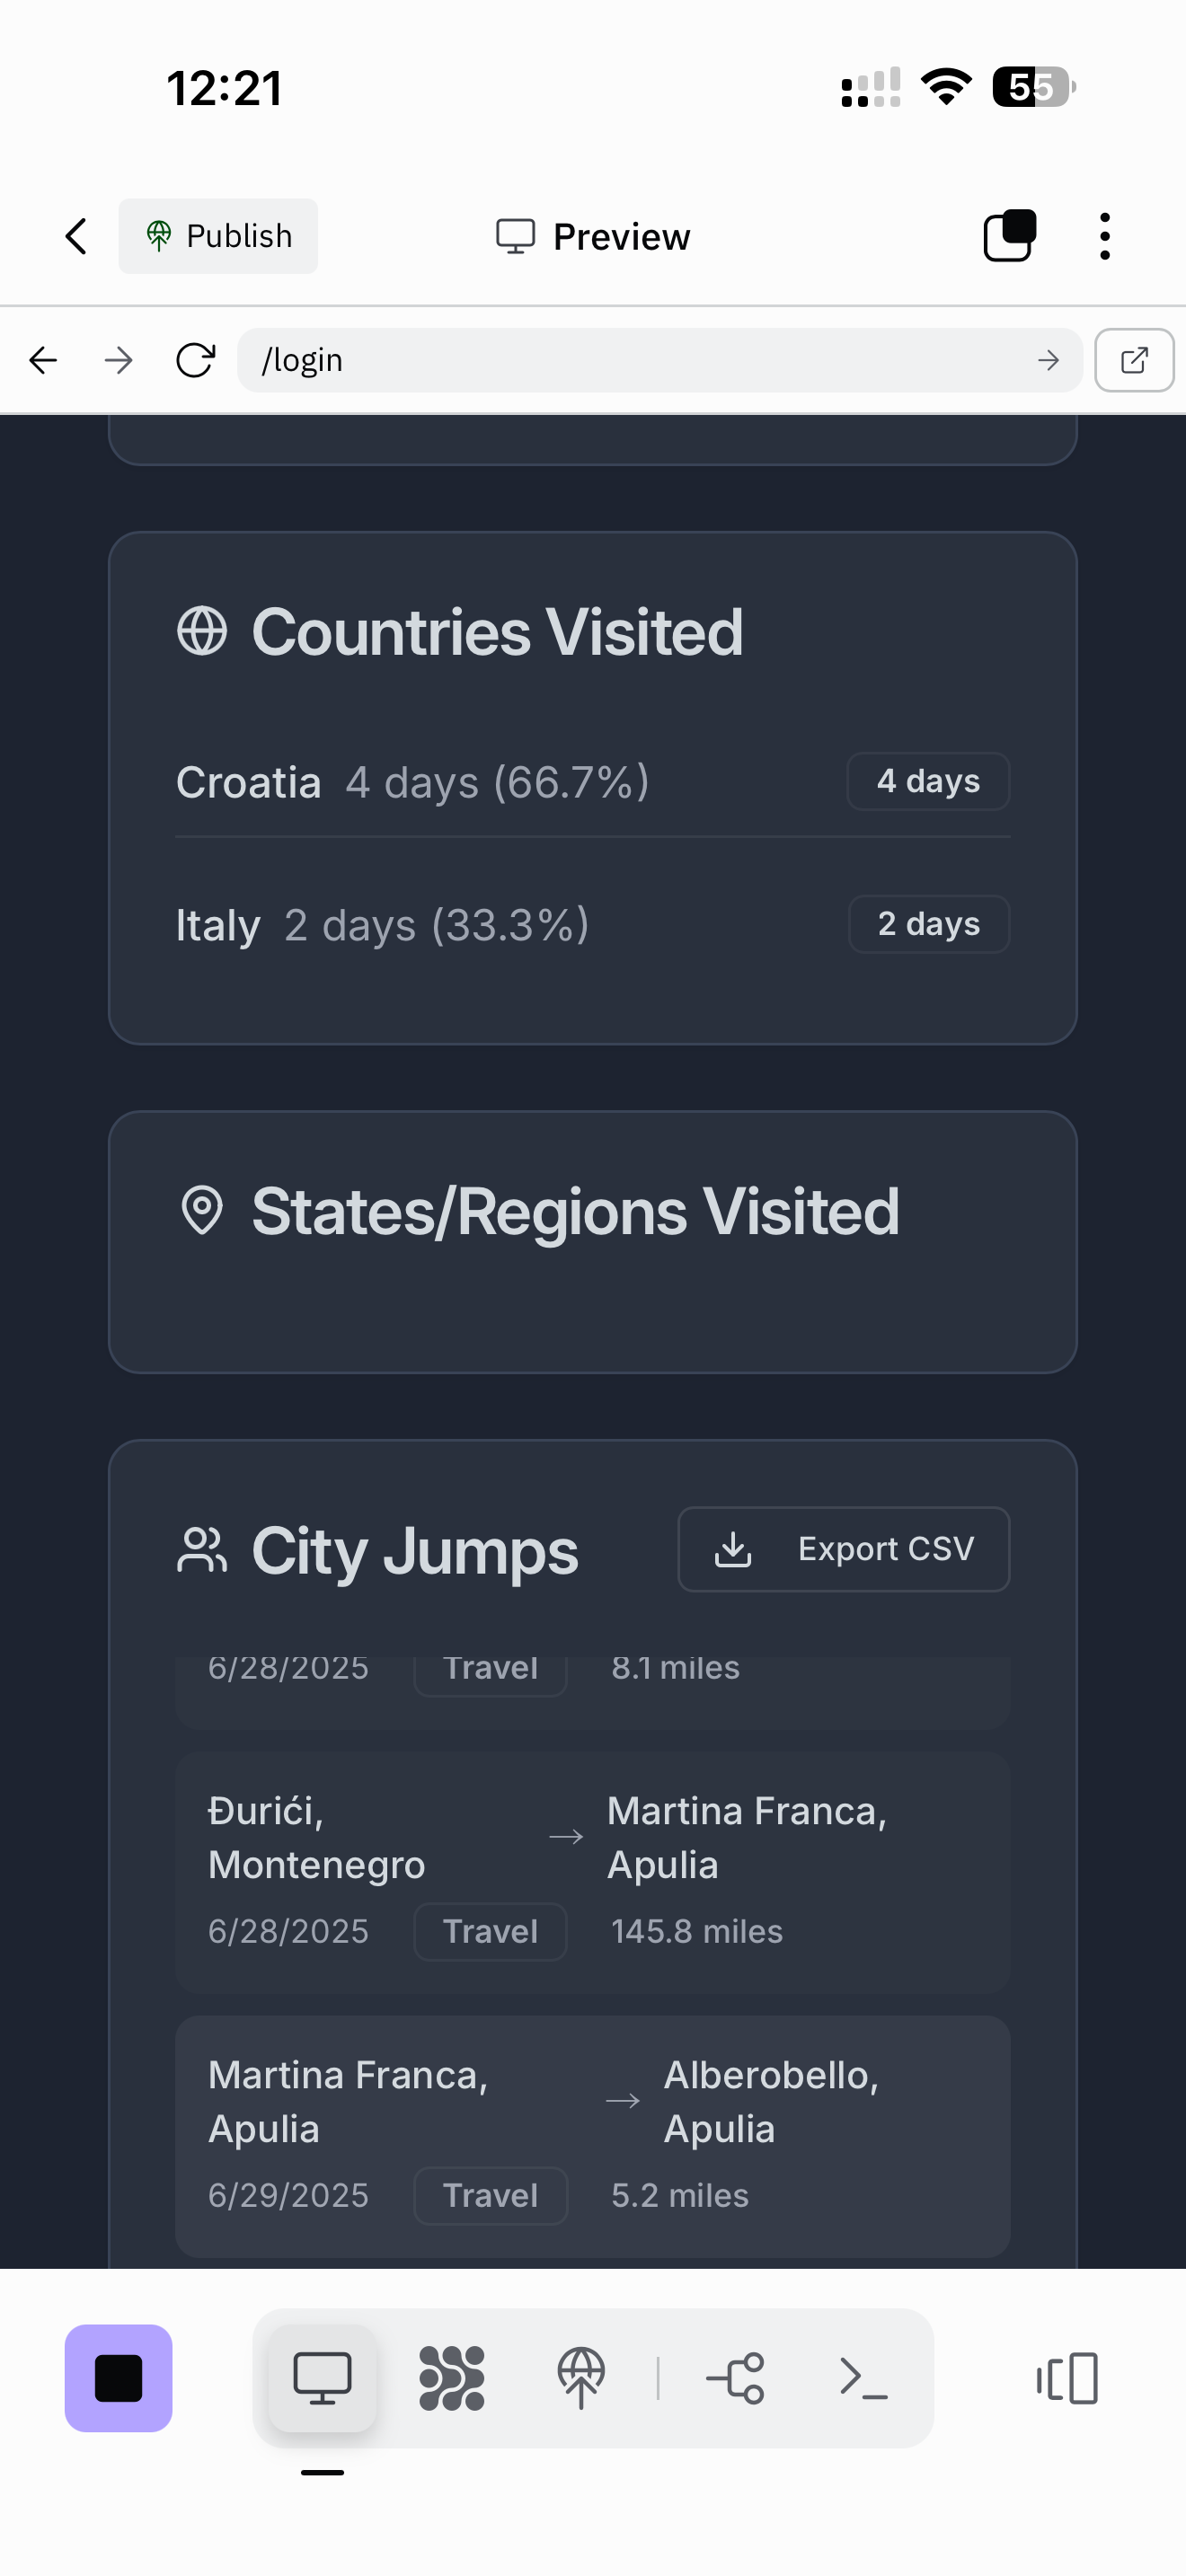 12:21
55
Publish
Preview
/login
Countries Visited
Croatia 4 days (66.7%) 4 days
Italy 2 days (33.3%) 2 days
States/Regions Visited
City Jumps
Export CSV
6/28/2025 Travel 8.1 miles
Đurići,
Montenegro
→
Martina Franca,
Apulia
6/28/2025 Travel 145.8 miles
Martina Franca,
Apulia
→
Alberobello,
Apulia
6/29/2025 Travel 5.2 miles